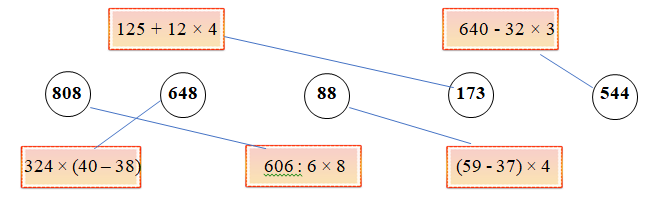 125 + 12 × 4 640 - 32 × 3
808 648 88 173 544
324 × (40 – 38) 606 : 6 × 8 (59 - 37) × 4